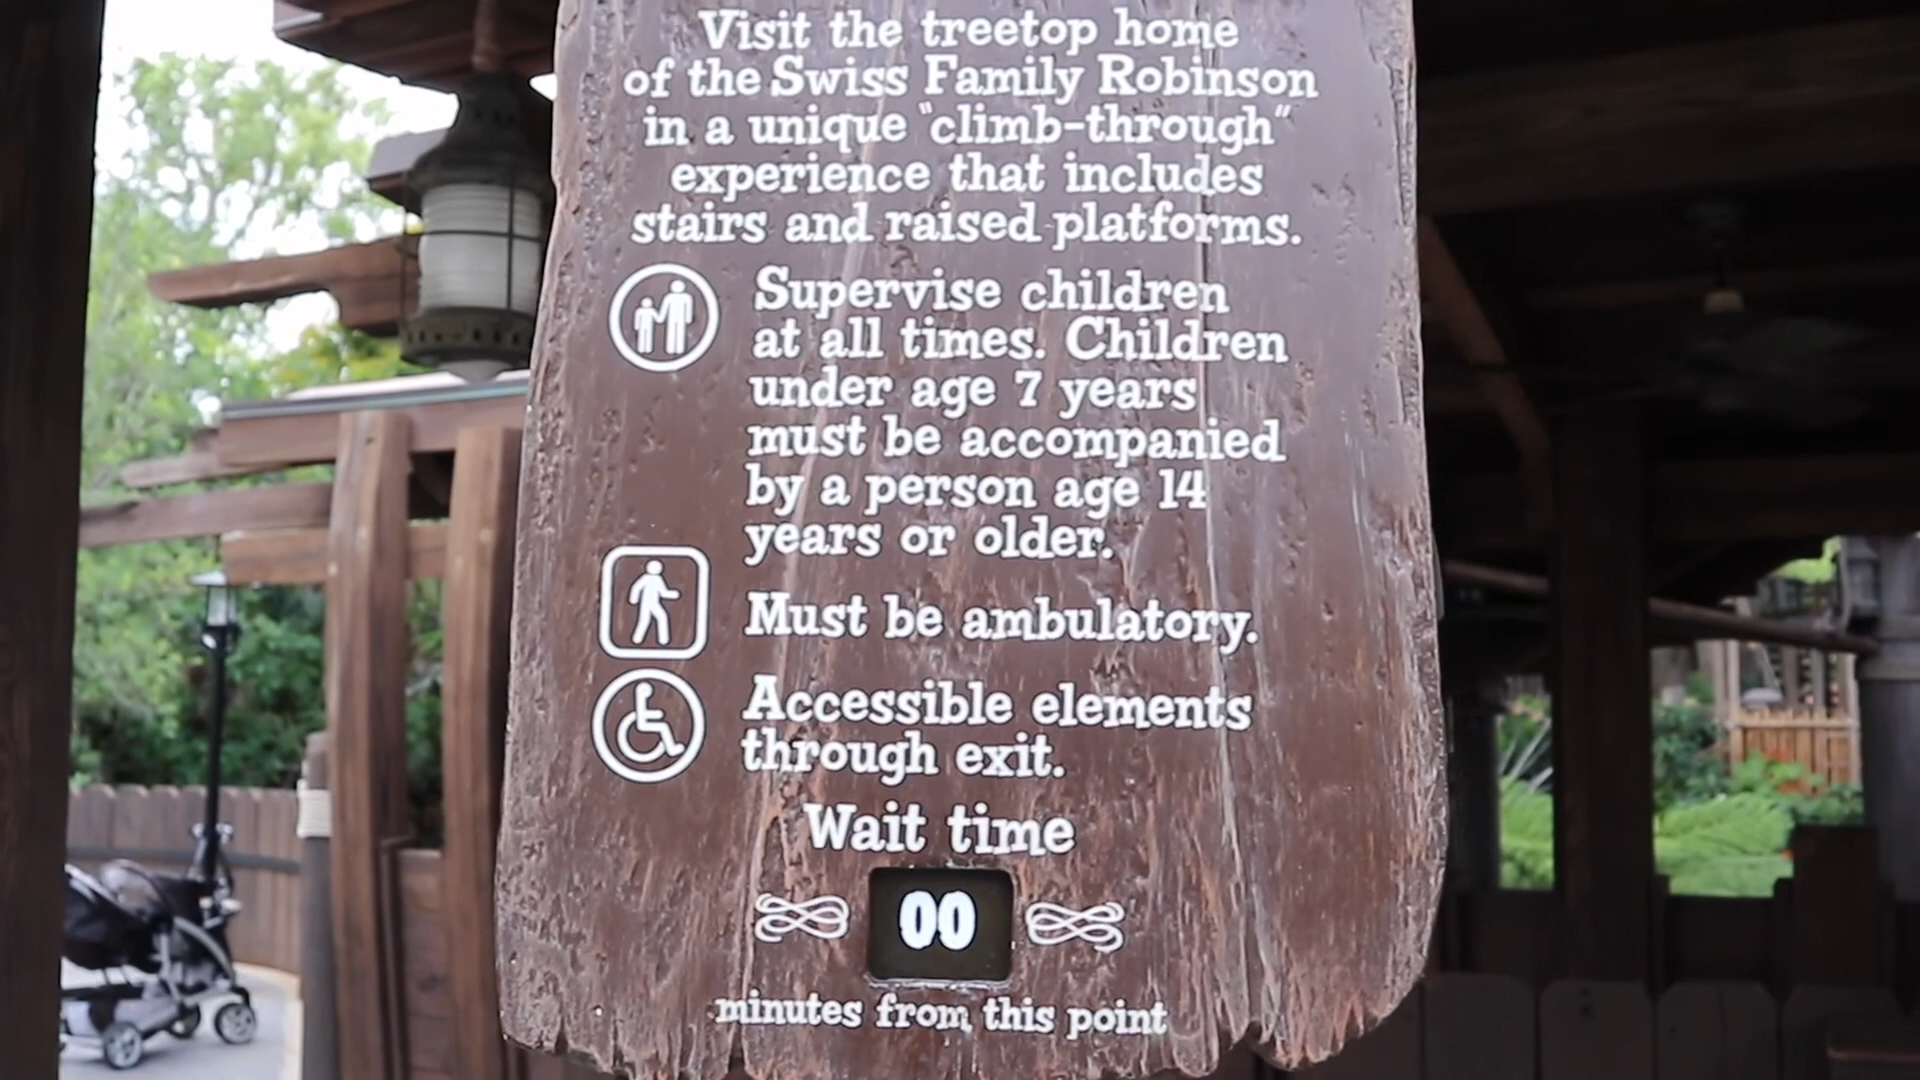 Visit the treetop home
of the Swiss Family Robinson
in a unique "climb-through"
experience that includes
stairs and raised platforms.
Supervise children
at all times. Children
under age 7 years
must be accompanied
by a person age 14
years or older.
Must be ambulatory.
Accessible elements
through exit.
Wait time
00
minutes from this point